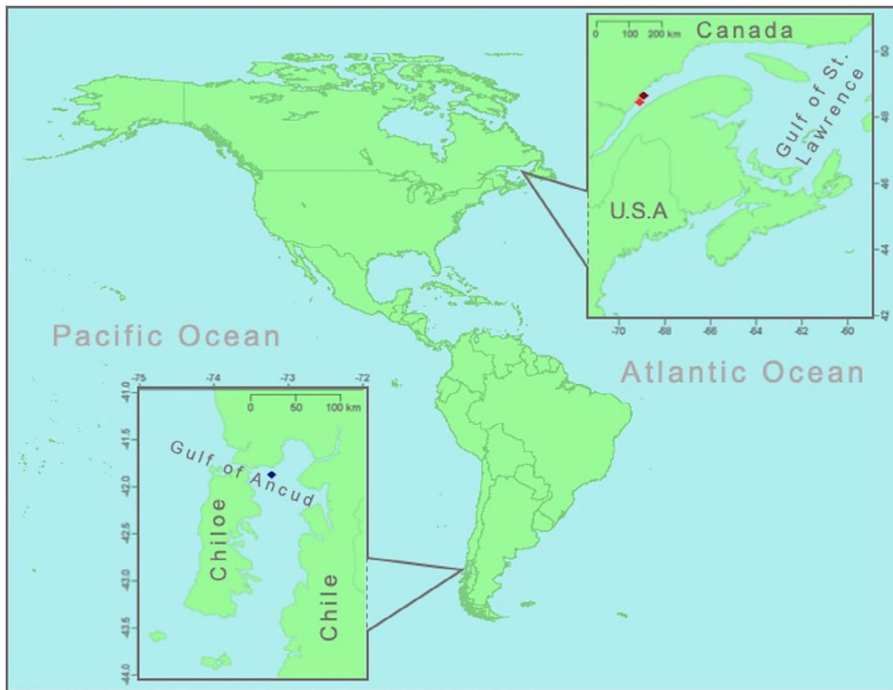 0 100 200 km
Canada
Gulf of St.
Lawrence
U.S.A
50
48
46
44
42
-70 -68 -66 -64 -62 -60
Pacific Ocean
Atlantic Ocean
-75 -74 -73 -72
0 50 100 km
-41.0
-41.5
-42.0
-42.5
-43.0
-43.5
-44.0
Gulf of Ancud
Chiloe
Chile